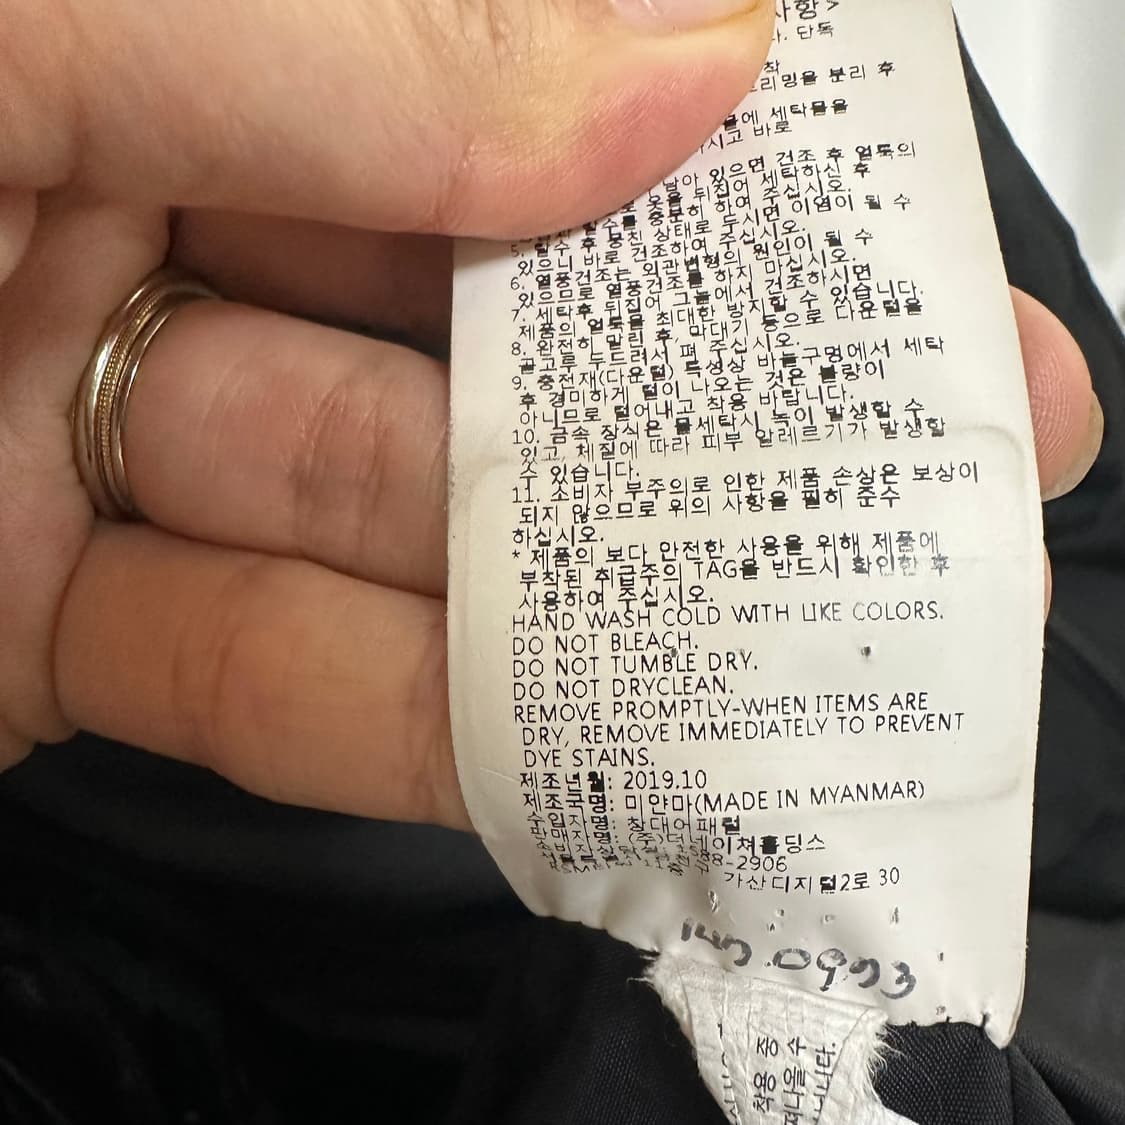 사항>
단독
착
리밍을 분리 후
물에 세탁물을
시고 바로
남아 있으면 건조 후 얼룩의
옷을 뒤집어 세탁하신 후
탈수를 충분히 하여 주십시오.
5. 탈수 후 뭉친 상태로 두시면 이염이 될 수
있으니 바로 건조하여 주십시오.
6. 열풍건조는 외관변형의 원인이 될 수
있으므로 열풍건조를 하지 마십시오.
7. 세탁후 뒤집어 그늘에서 건조하시면
제품의 얼룩을 최대한 방지할 수 있습니다.
8. 완전히 말린 후, 막대기 등으로 다운털을
골고루 두드려서 펴 주십시오.
9. 충전재(다운털) 특성상 바늘구멍에서 세탁
후 경미하게 털이 나오는 것은 불량이
아니므로 털어내고 착용 바랍니다.
10. 금속 장식은 물세탁시 녹이 발생할 수
있고, 체질에 따라 피부 알레르기가 발생할
수 있습니다.
11. 소비자 부주의로 인한 제품 손상은 보상이
되지 않으므로 위의 사항을 필히 준수
하십시오.
* 제품의 보다 안전한 사용을 위해 제품에
부착된 취급주의 TAG을 반드시 확인한 후
사용하여 주십시오.
HAND WASH COLD WITH LIKE COLORS.
DO NOT BLEACH.
DO NOT TUMBLE DRY.
DO NOT DRYCLEAN.
REMOVE PROMPTLY-WHEN ITEMS ARE
DRY, REMOVE IMMEDIATELY TO PREVENT
DYE STAINS.
제조년월: 2019.10
제조국명: 미얀마(MADE IN MYANMAR)
수입자명: 창대어패럴
판매자명: (주)더네이쳐홀딩스
-2906
가산디지털2로 30
착용 중
수